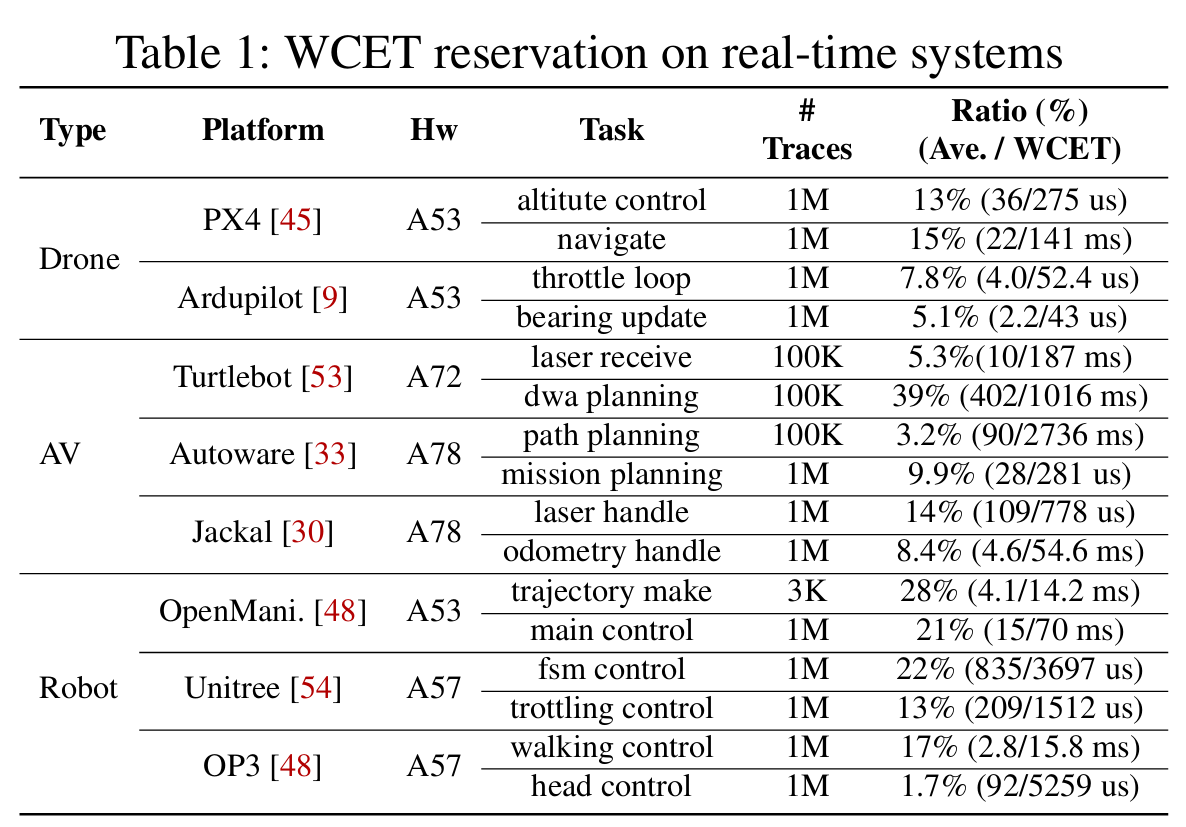 Table 1: WCET reservation on real-time systems
Type Platform Hw Task # Traces Ratio (%) (Ave. / WCET)
Drone PX4 [45] A53 altitute control 1M 13% (36/275 us)
navigate 1M 15% (22/141 ms)
Ardupilot [9] A53 throttle loop 1M 7.8% (4.0/52.4 us)
bearing update 1M 5.1% (2.2/43 us)
AV Turtlebot [53] A72 laser receive 100K 5.3%(10/187 ms)
dwa planning 100K 39% (402/1016 ms)
Autoware [33] A78 path planning 100K 3.2% (90/2736 ms)
mission planning 1M 9.9% (28/281 us)
Jackal [30] A78 laser handle 1M 14% (109/778 us)
odometry handle 1M 8.4% (4.6/54.6 ms)
Robot OpenMani. [48] A53 trajectory make 3K 28% (4.1/14.2 ms)
main control 1M 21% (15/70 ms)
Unitree [54] A57 fsm control 1M 22% (835/3697 us)
trottling control 1M 13% (209/1512 us)
OP3 [48] A57 walking control 1M 17% (2.8/15.8 ms)
head control 1M 1.7% (92/5259 us)